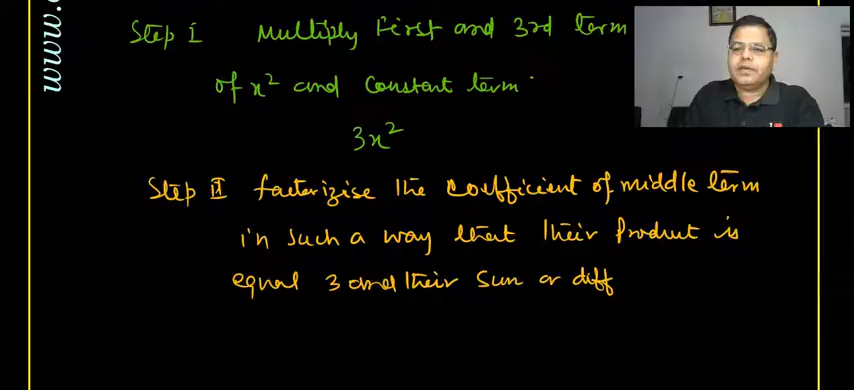 www.
Step I Multiply First and 3rd term
of x² and Constant term.
3x²
Step II factorizise the coefficient of middle term
in such a way that their Product is
equal 3 and their Sum or diff